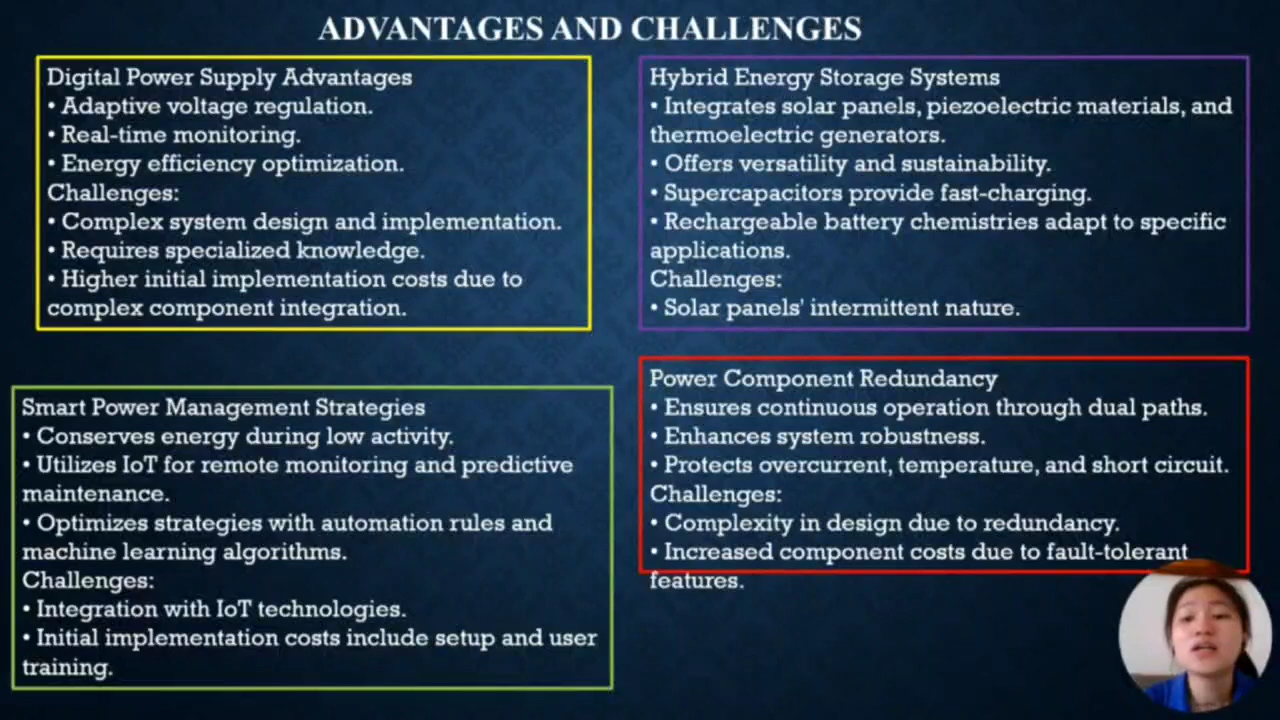 ADVANTAGES AND CHALLENGES
Digital Power Supply Advantages
• Adaptive voltage regulation.
• Real-time monitoring.
• Energy efficiency optimization.
Challenges:
• Complex system design and implementation.
• Requires specialized knowledge.
• Higher initial implementation costs due to
complex component integration.
Hybrid Energy Storage Systems
• Integrates solar panels, piezoelectric materials, and
thermoelectric generators.
• Offers versatility and sustainability.
• Supercapacitors provide fast-charging.
• Rechargeable battery chemistries adapt to specific
applications.
Challenges:
• Solar panels' intermittent nature.
Smart Power Management Strategies
• Conserves energy during low activity.
• Utilizes IoT for remote monitoring and predictive
maintenance.
• Optimizes strategies with automation rules and
machine learning algorithms.
Challenges:
• Integration with IoT technologies.
• Initial implementation costs include setup and user
training.
Power Component Redundancy
• Ensures continuous operation through dual paths.
• Enhances system robustness.
• Protects overcurrent, temperature, and short circuit.
Challenges:
• Complexity in design due to redundancy.
• Increased component costs due to fault-tolerant
features.